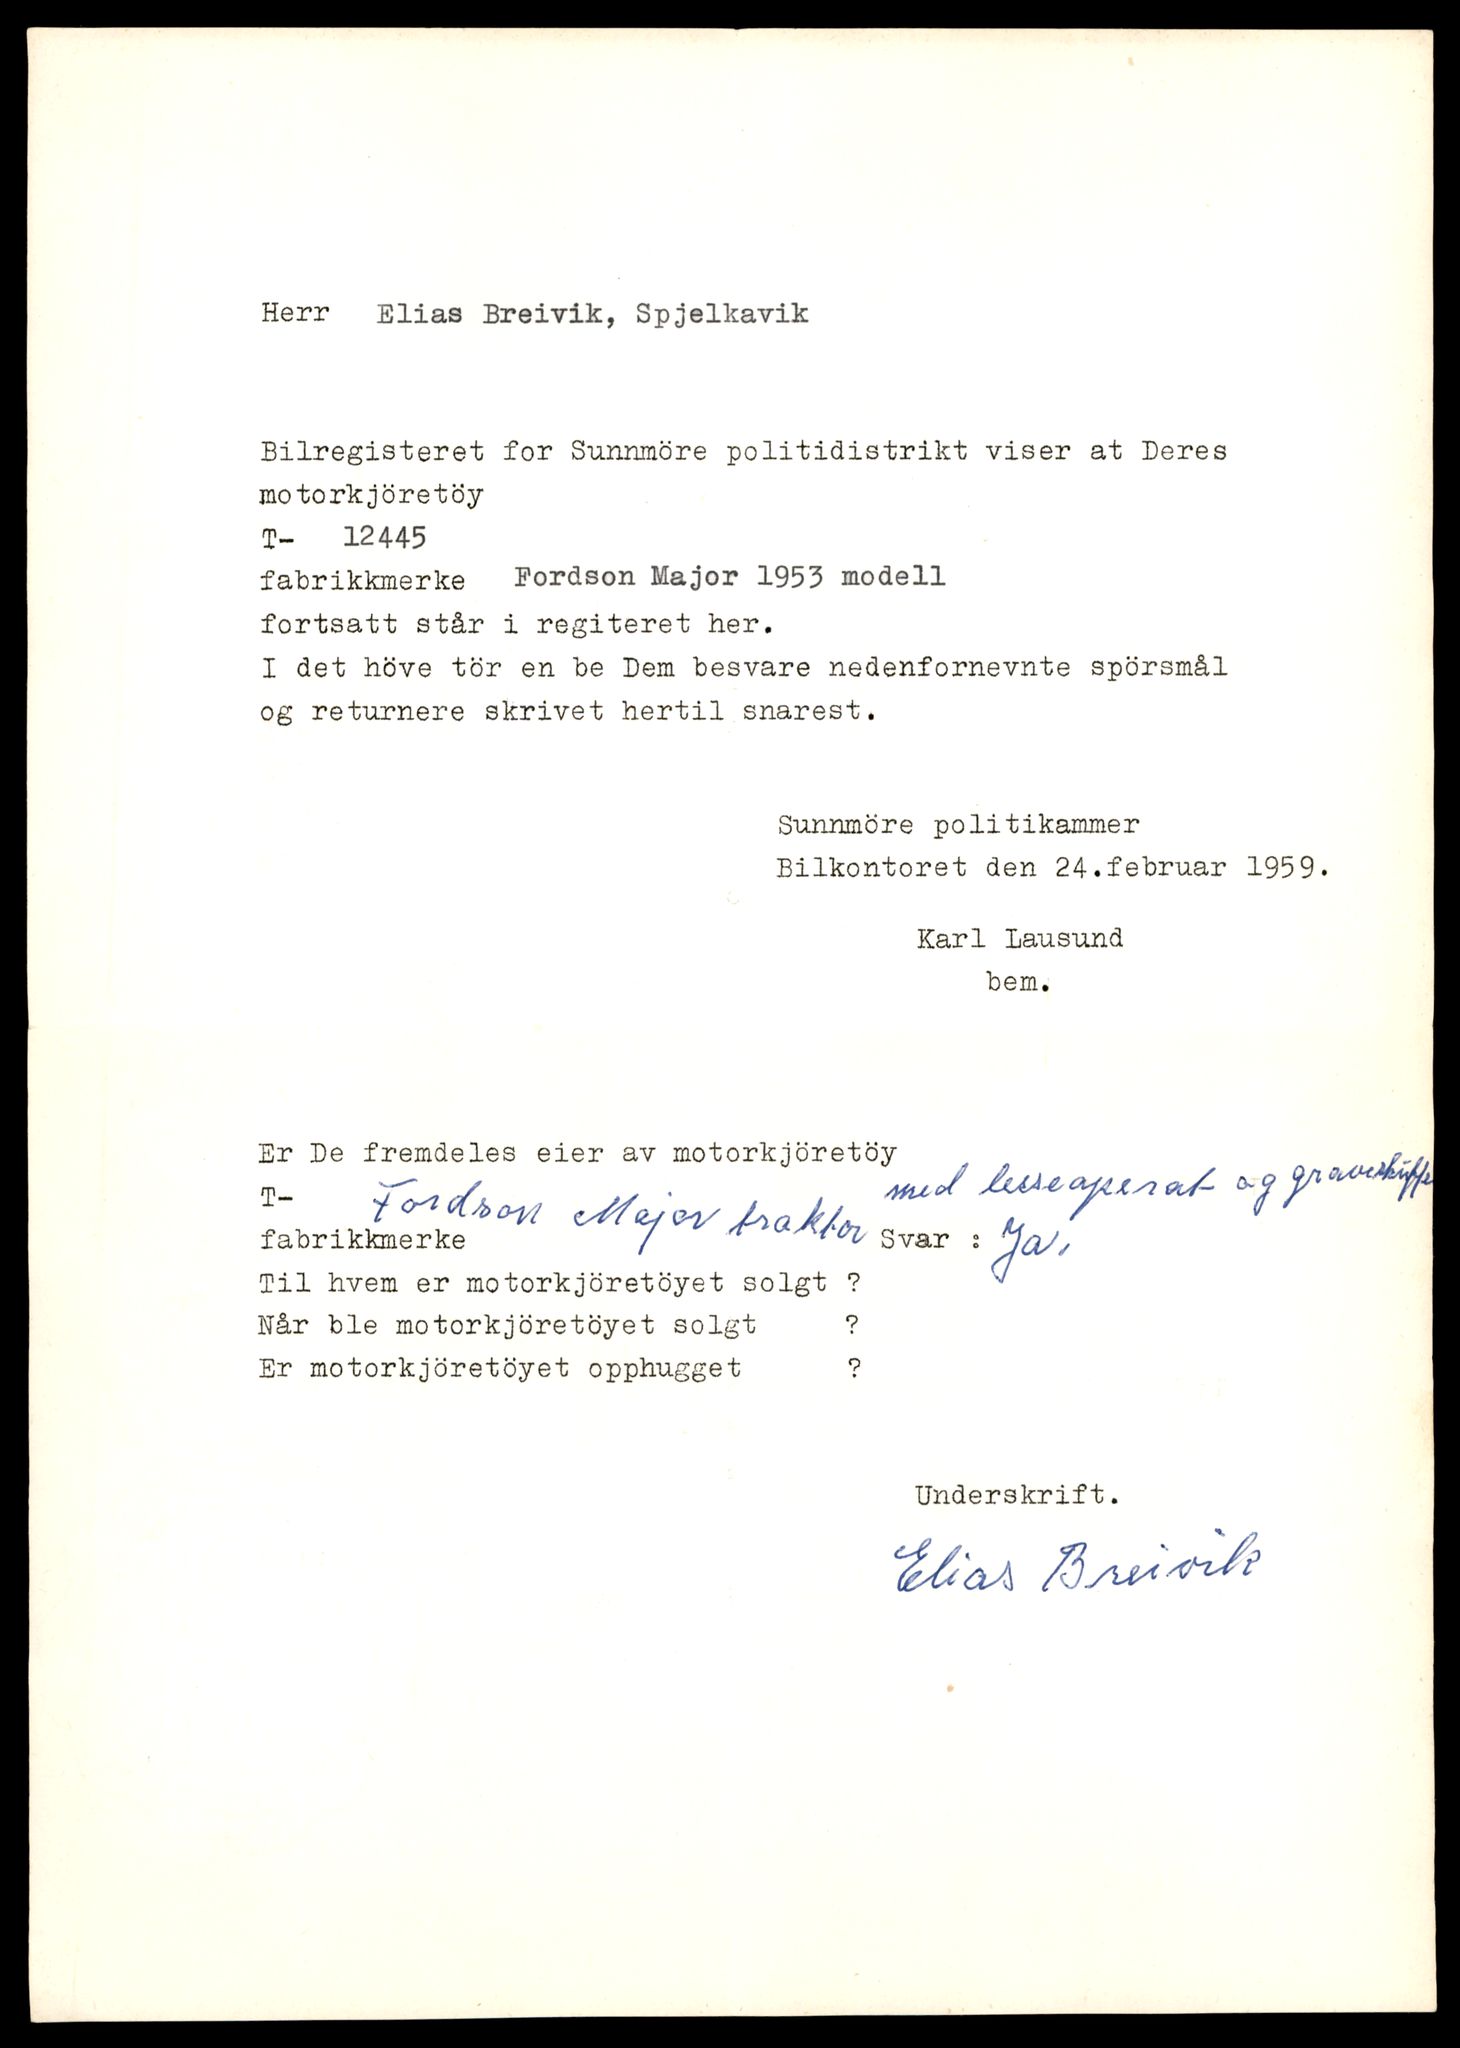 Herr Elias Breivik, Spjelkavik
Bilregisteret for Sunnmöre politidistrikt viser at Deres
motorkjöretöy
T- 12445
fabrikkmerke Fordson Major 1953 modell
fortsatt står i regiteret her.
I det höve tör en be Dem besvare nedenfornevnte spörsmål
og returnere skrivet hertil snarest.
Sunnmöre politikammer
Bilkontoret den 24.februar 1959.
Karl Lausund
bem.
Er De fremdeles eier av motorkjöretöy
T- Fordson Major traktor med lesseaperat og graveskuffe
fabrikkmerke Svar : Ja.
Til hvem er motorkjöretöyet solgt ?
Når ble motorkjöretöyet solgt ?
Er motorkjöretöyet opphugget ?
Underskrift.
Elias Breivik